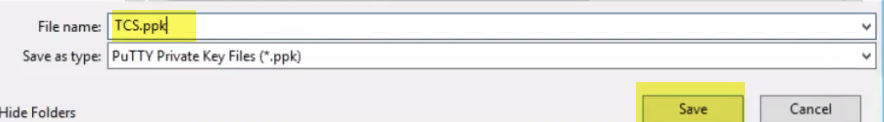 File name: TCS.ppk
Save as type: PuTTY Private Key Files (*.ppk)
Hide Folders Save Cancel